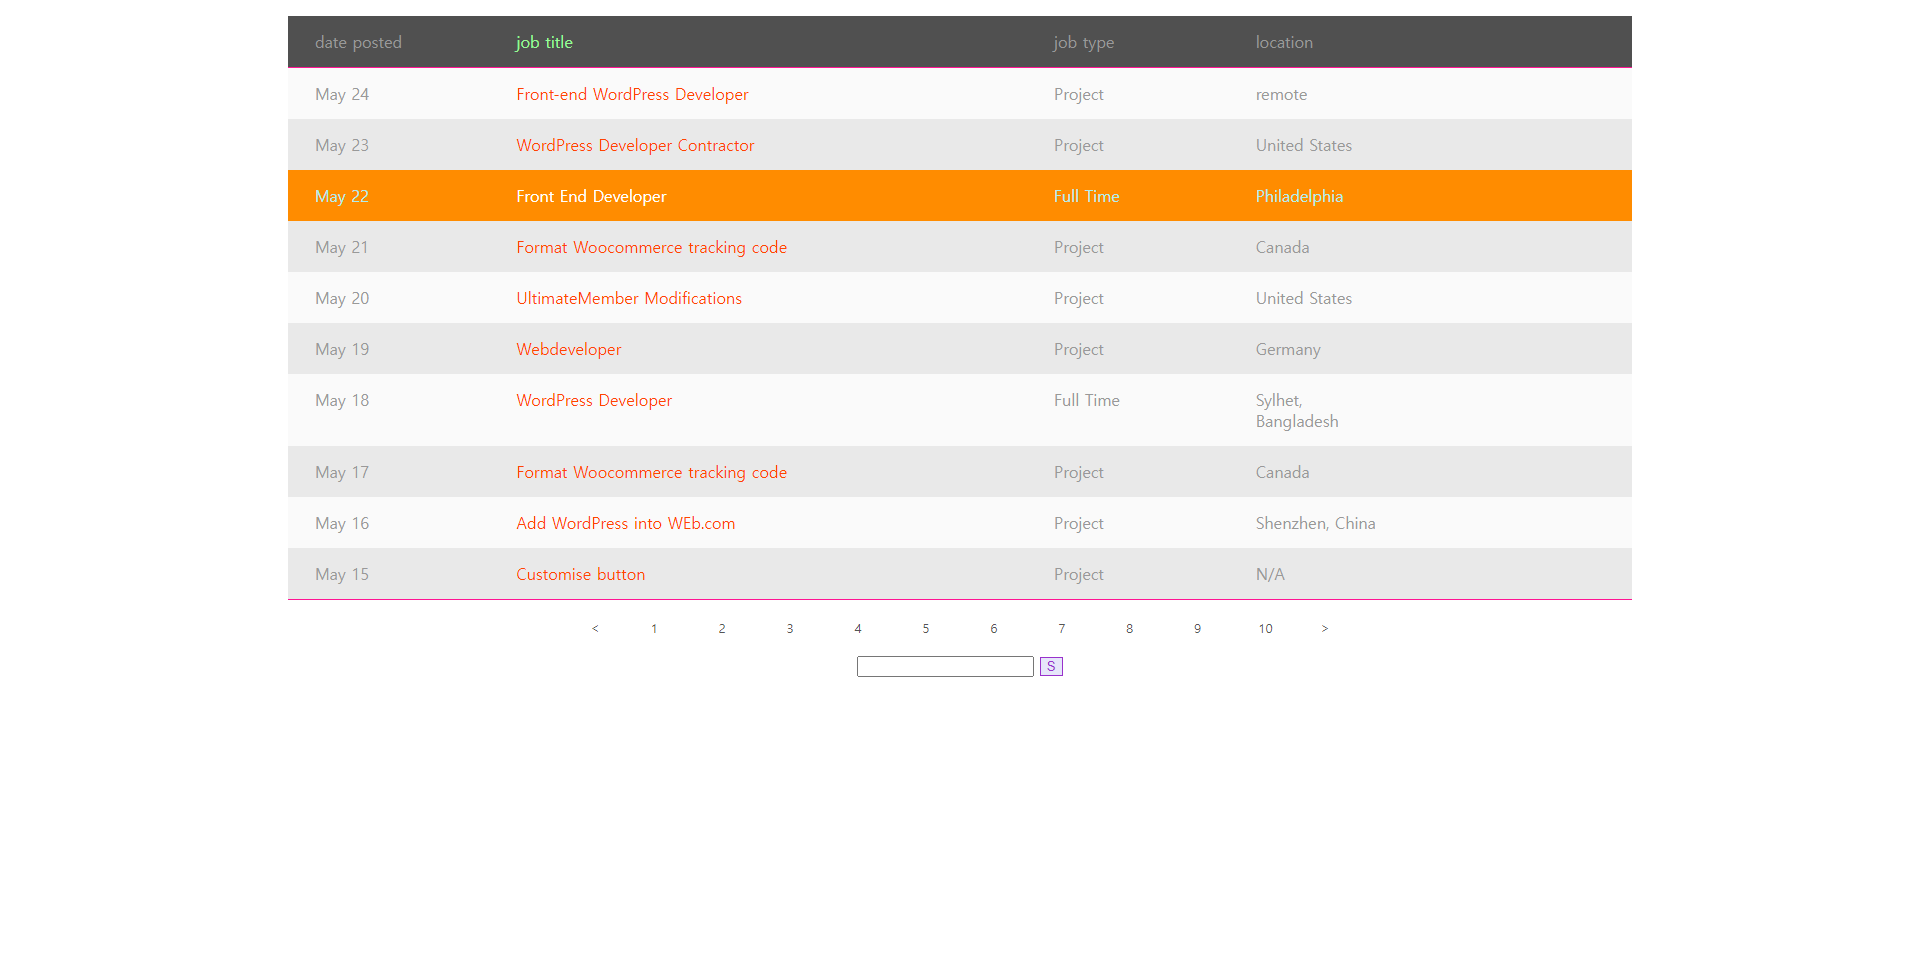 date posted job title job type location
May 24 Front-end WordPress Developer Project remote
May 23 WordPress Developer Contractor Project United States
May 22 Front End Developer Full Time Philadelphia
May 21 Format Woocommerce tracking code Project Canada
May 20 UltimateMember Modifications Project United States
May 19 Webdeveloper Project Germany
May 18 WordPress Developer Full Time Sylhet,
Bangladesh
May 17 Format Woocommerce tracking code Project Canada
May 16 Add WordPress into WEb.com Project Shenzhen, China
May 15 Customise button Project N/A
< 1 2 3 4 5 6 7 8 9 10 >
S